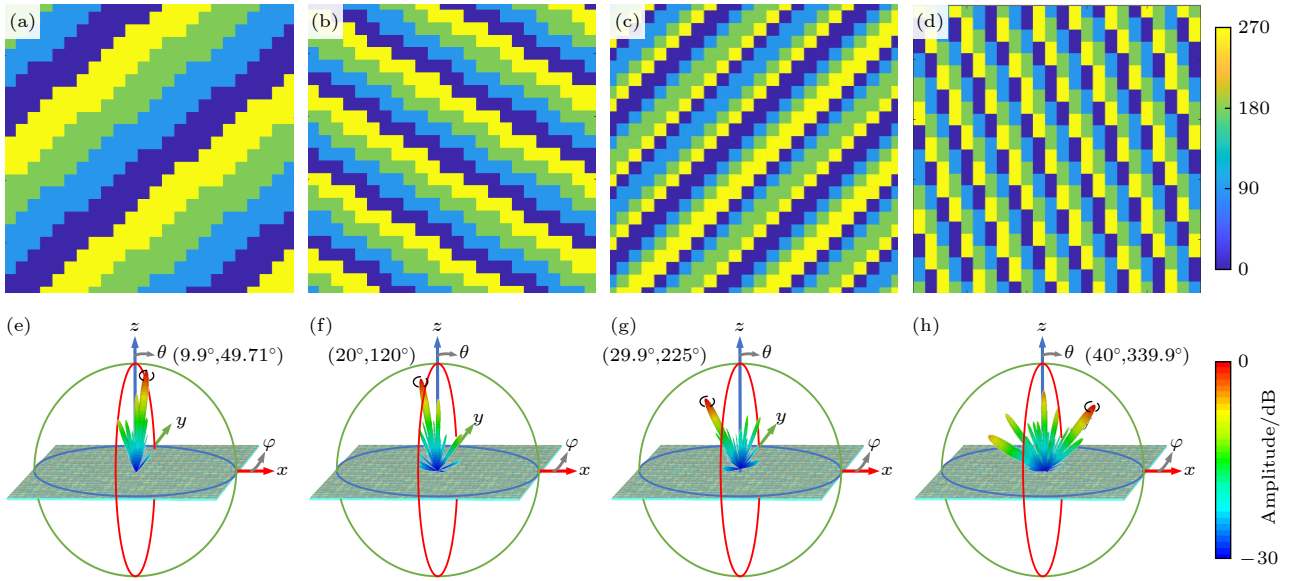 (a) (b) (c) (d)
270
180
90
0
(e) (f) (g) (h)
z z z z
θ (9.9°,49.71°) (20°,120°) θ (29.9°,225°) θ θ (40°,339.9°)
y y y
φ φ φ φ
x x x x
0
Amplitude/dB
−30